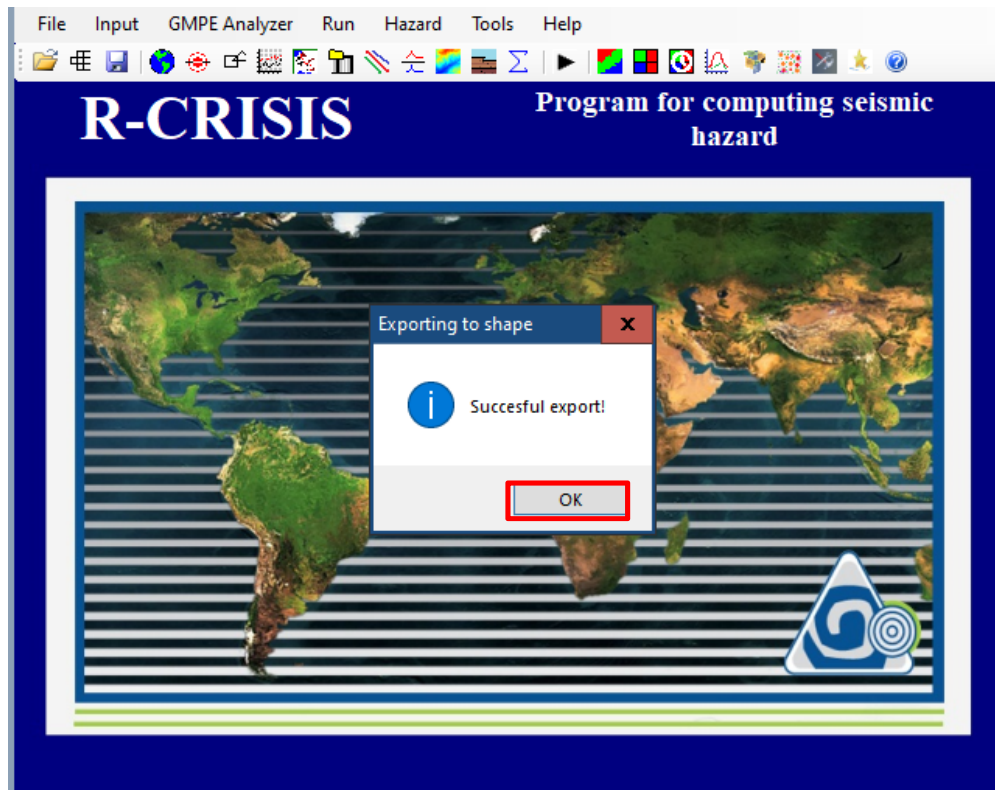 File Input GMPE Analyzer Run Hazard Tools Help
R-CRISIS
Program for computing seismic
hazard
Exporting to shape
Succesful export!
OK